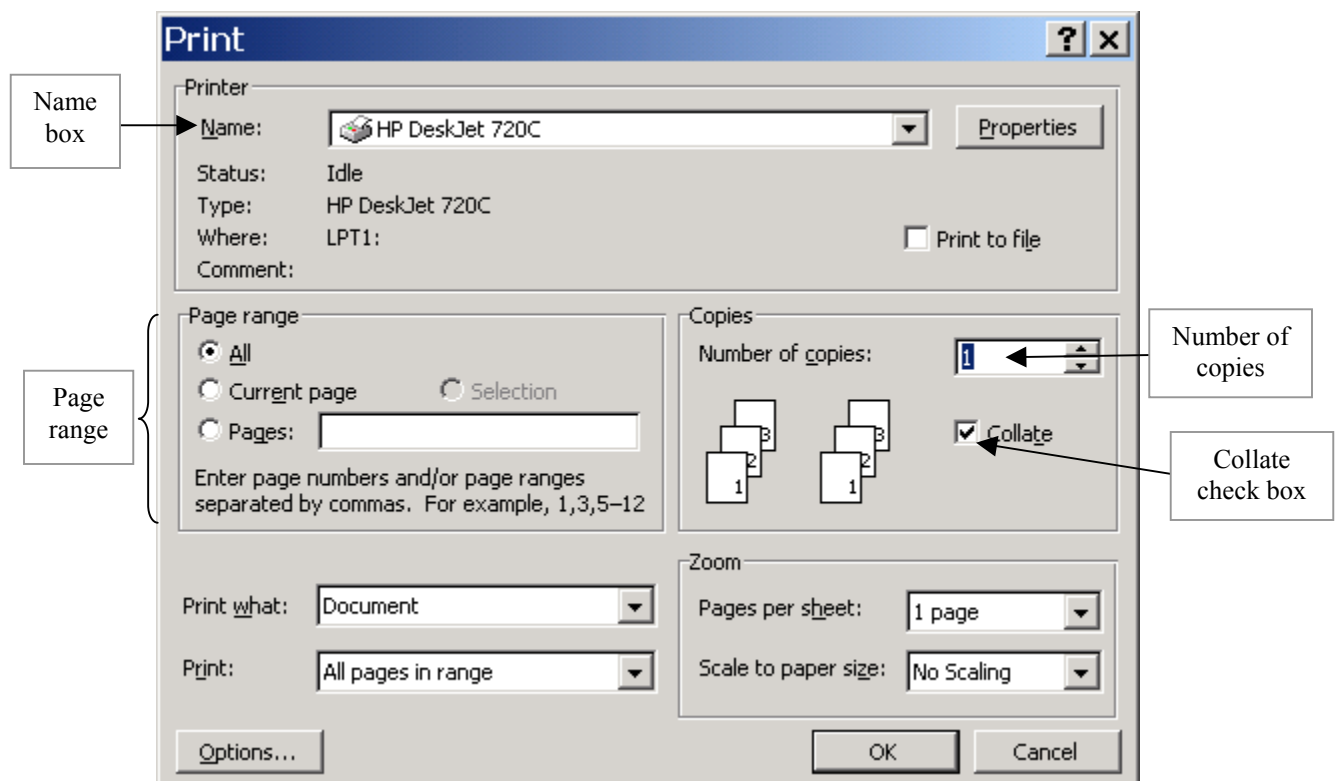 Print
Printer
Name box
Name: HP DeskJet 720C Properties
Status: Idle
Type: HP DeskJet 720C
Where: LPT1: Print to file
Comment:
Page range
Page range
All
Current page Selection
Pages:
Enter page numbers and/or page ranges
separated by commas. For example, 1,3,5–12
Copies
Number of copies: 1
Number of
copies
3 3
2 2
1 1
Collate
Collate
check box
Print what: Document
Print: All pages in range
Zoom
Pages per sheet: 1 page
Scale to paper size: No Scaling
Options... OK Cancel